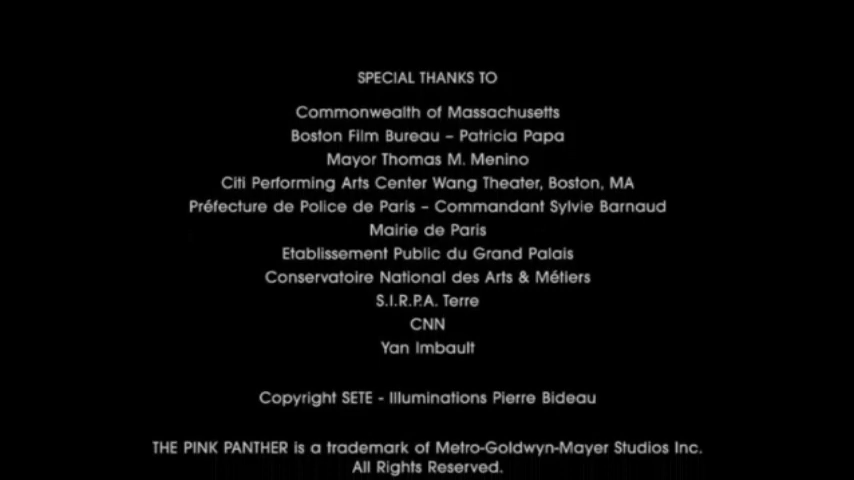 SPECIAL THANKS TO
Commonwealth of Massachusetts
Boston Film Bureau – Patricia Papa
Mayor Thomas M. Menino
Citi Performing Arts Center Wang Theater, Boston, MA
Préfecture de Police de Paris – Commandant Sylvie Barnaud
Mairie de Paris
Etablissement Public du Grand Palais
Conservatoire National des Arts & Métiers
S.I.R.P.A. Terre
CNN
Yan Imbault
Copyright SETE - Illuminations Pierre Bideau
THE PINK PANTHER is a trademark of Metro-Goldwyn-Mayer Studios Inc.
All Rights Reserved.